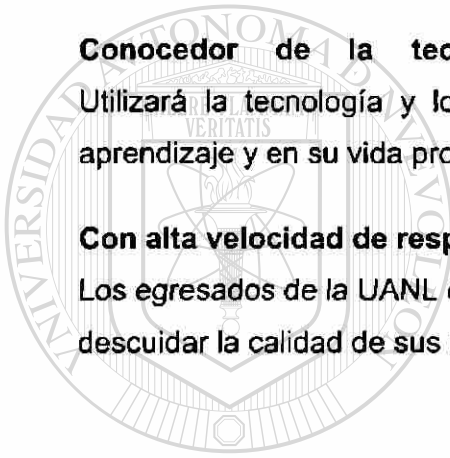 Conocedor de la tec
Utilizará la tecnología y lo
aprendizaje y en su vida pro
Con alta velocidad de resp
Los egresados de la UANL
descuidar la calidad de sus
VERITATIS